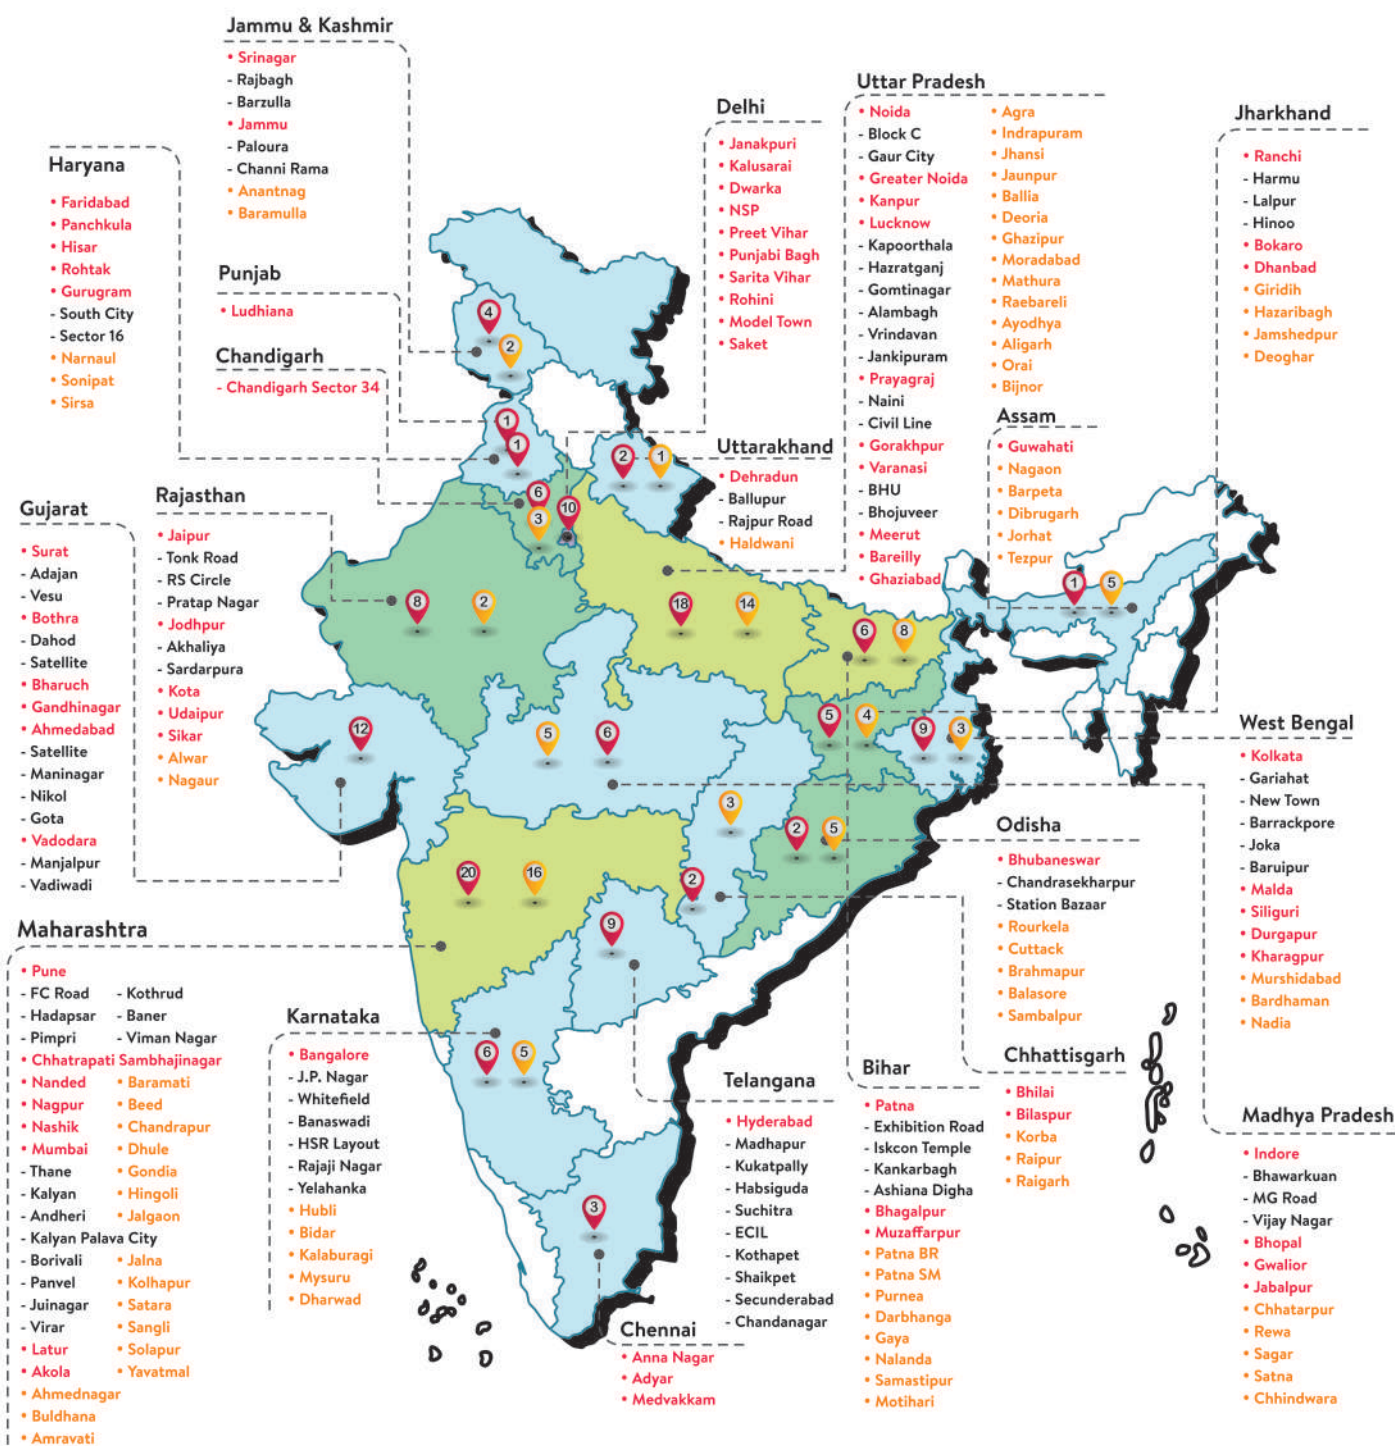 Jammu & Kashmir
• Srinagar
- Rajbagh
- Barzulla
• Jammu
- Paloura
- Channi Rama
• Anantnag
• Baramulla
Haryana
• Faridabad
• Panchkula
• Hisar
• Rohtak
• Gurugram
- South City
- Sector 16
• Narnaul
• Sonipat
• Sirsa
Punjab
• Ludhiana
Chandigarh
- Chandigarh Sector 34
Delhi
• Janakpuri
• Kalusarai
• Dwarka
• NSP
• Preet Vihar
• Punjabi Bagh
• Sarita Vihar
• Rohini
• Model Town
• Saket
Uttar Pradesh
• Noida
- Block C
- Gaur City
• Greater Noida
• Kanpur
• Lucknow
- Kapoorthala
- Hazratganj
- Gomtinagar
- Alambagh
- Vrindavan
- Jankipuram
• Prayagraj
- Naini
- Civil Line
• Gorakhpur
• Varanasi
- BHU
- Bhojuveer
• Meerut
• Bareilly
• Ghaziabad
• Agra
• Indrapuram
• Jhansi
• Jaunpur
• Ballia
• Deoria
• Ghazipur
• Moradabad
• Mathura
• Raebareli
• Ayodhya
• Aligarh
• Orai
• Bijnor
Jharkhand
• Ranchi
- Harmu
- Lalpur
- Hinoo
• Bokaro
• Dhanbad
• Giridih
• Hazaribagh
• Jamshedpur
• Deoghar
Assam
• Guwahati
• Nagaon
• Barpeta
• Dibrugarh
• Jorhat
• Tezpur
Uttarakhand
• Dehradun
- Ballupur
- Rajpur Road
• Haldwani
Gujarat
• Surat
- Adajan
- Vesu
• Bothra
- Dahod
- Satellite
• Bharuch
• Gandhinagar
• Ahmedabad
- Satellite
- Maninagar
- Nikol
- Gota
• Vadodara
- Manjalpur
- Vadiwadi
Rajasthan
• Jaipur
- Tonk Road
- RS Circle
- Pratap Nagar
• Jodhpur
- Akhaliya
- Sardarpura
• Kota
• Udaipur
• Sikar
• Alwar
• Nagaur
4
2
1
1
2
1
6
3
10
8
2
18
14
6
8
1
5
12
5
6
5
4
9
3
3
2
5
20
16
2
9
6
5
3
West Bengal
• Kolkata
- Gariahat
- New Town
- Barrackpore
- Joka
- Baruipur
• Malda
• Siliguri
• Durgapur
• Kharagpur
• Murshidabad
• Bardhaman
• Nadia
Odisha
• Bhubaneswar
- Chandrasekharpur
- Station Bazaar
• Rourkela
• Cuttack
• Brahmapur
• Balasore
• Sambalpur
Maharashtra
• Pune
- FC Road - Kothrud
- Hadapsar - Baner
- Pimpri - Viman Nagar
• Chhatrapati Sambhajinagar
• Nanded • Baramati
• Nagpur • Beed
• Nashik • Chandrapur
• Mumbai • Dhule
- Thane • Gondia
- Kalyan • Hingoli
- Andheri • Jalgaon
- Kalyan Palava City
- Borivali • Jalna
- Panvel • Kolhapur
- Juinagar • Satara
- Virar • Sangli
• Latur • Solapur
• Akola • Yavatmal
• Ahmednagar
• Buldhana
• Amravati
Karnataka
• Bangalore
- J.P. Nagar
- Whitefield
- Banaswadi
- HSR Layout
- Rajaji Nagar
- Yelahanka
• Hubli
• Bidar
• Kalaburagi
• Mysuru
• Dharwad
Chennai
• Anna Nagar
• Adyar
• Medvakkam
Telangana
• Hyderabad
- Madhapur
- Kukatpally
- Habsiguda
- Suchitra
- ECIL
- Kothapet
- Shaikpet
- Secunderabad
- Chandanagar
Bihar
• Patna
- Exhibition Road
- Iskcon Temple
- Kankarbagh
- Ashiana Digha
• Bhagalpur
• Muzaffarpur
• Patna BR
• Patna SM
• Purnea
• Darbhanga
• Gaya
• Nalanda
• Samastipur
• Motihari
Chhattisgarh
• Bhilai
• Bilaspur
• Korba
• Raipur
• Raigarh
Madhya Pradesh
• Indore
- Bhawarkuan
- MG Road
- Vijay Nagar
• Bhopal
• Gwalior
• Jabalpur
• Chhatarpur
• Rewa
• Sagar
• Satna
• Chhindwara